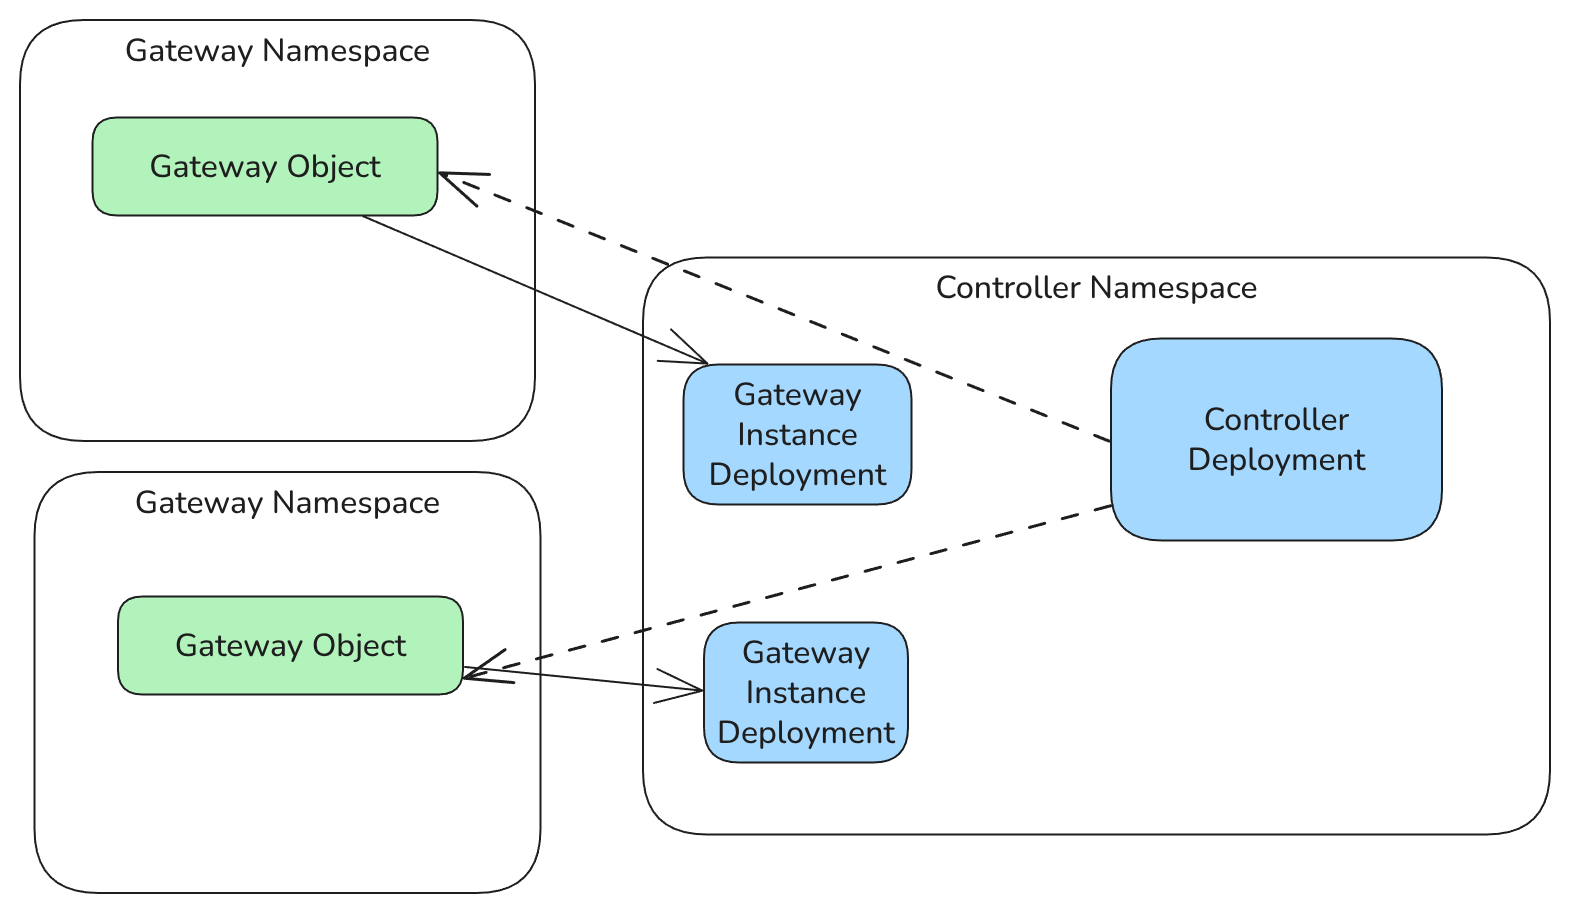 Gateway Namespace
Gateway Object
Controller Namespace
Gateway
Instance
Deployment
Controller
Deployment
Gateway Namespace
Gateway Object
Gateway
Instance
Deployment